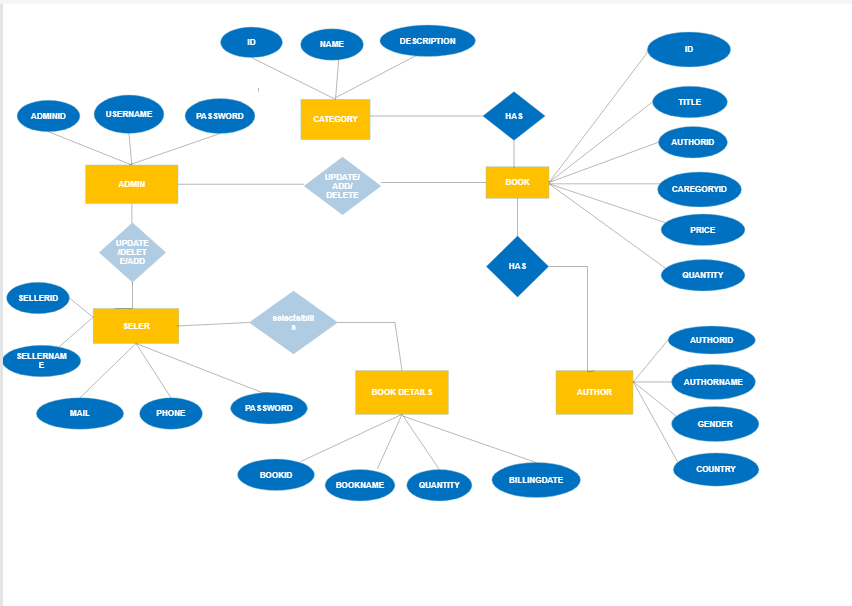 ID
NAME
DESCRIPTION
ID
TITLE
ADMINID
USERNAME
PASSWORD
CATEGORY
HAS
AUTHORID
ADMIN
UPDATE/
ADD/
DELETE
BOOK
CAREGORYID
PRICE
UPDATE
/DELET
E/ADD
HAS
QUANTITY
SELLERID
SELER
selects/bill
s
SELLERNAM
E
AUTHORID
BOOK DETAILS
AUTHOR
AUTHORNAME
MAIL
PHONE
PASSWORD
GENDER
BOOKID
BOOKNAME
QUANTITY
BILLINGDATE
COUNTRY